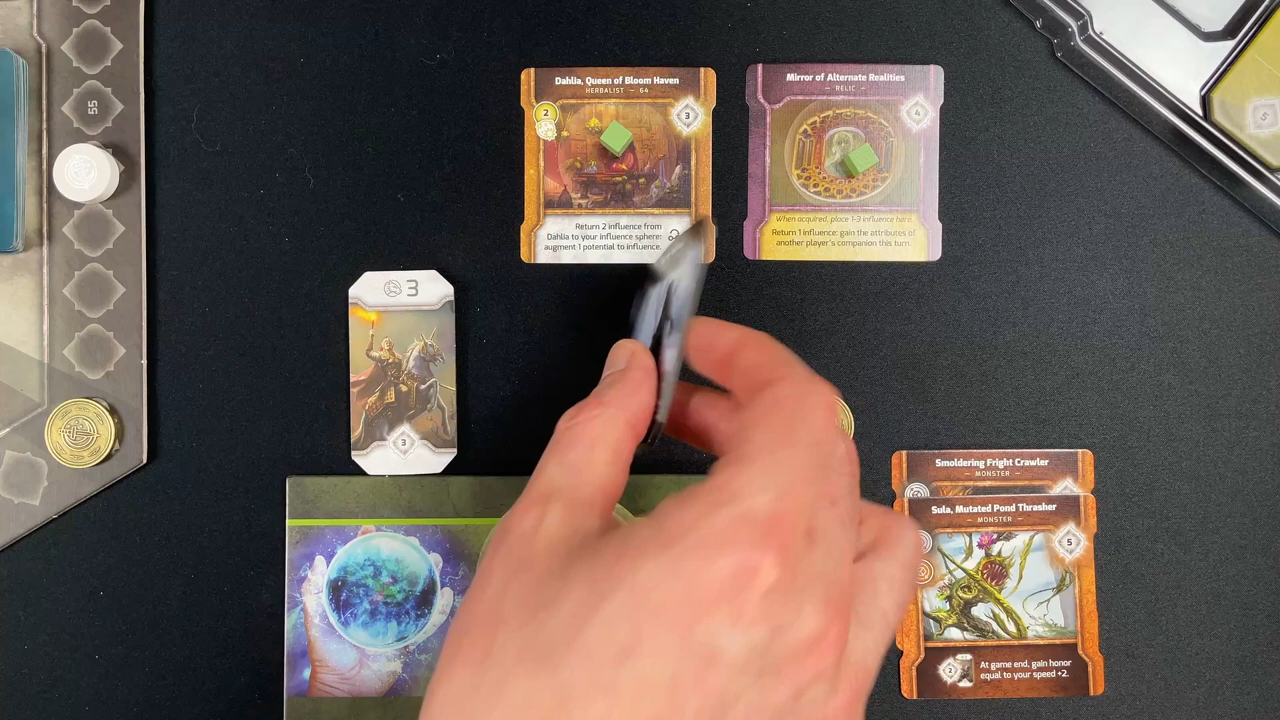 55
Dahlia, Queen of Bloom Haven
HERBALIST — 64
2
3
Return 2 influence from
Dahlia to your influence sphere:
augment 1 potential to influence.
Mirror of Alternate Realities
— RELIC —
4
When acquired, place 1-3 influence here.
Return 1 influence: gain the attributes of
another player's companion this turn.
5
3
3
Smoldering Fright Crawler
— MONSTER —
Sula, Mutated Pond Thrasher
— MONSTER —
5
2
At game end, gain honor
equal to your speed +2.